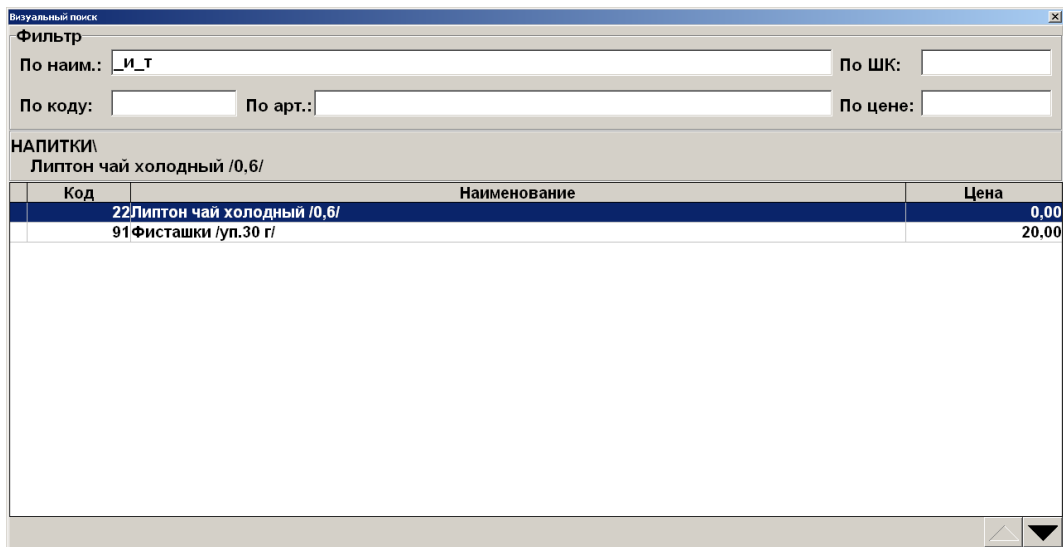 Визуальный поиск
Фильтр
По наим.: _и_т По ШК:
По коду: По арт.: По цене:
НАПИТКИ\
Липтон чай холодный /0,6/
Код Наименование Цена
22 Липтон чай холодный /0,6/ 0,00
91 Фисташки /уп.30 г/ 20,00